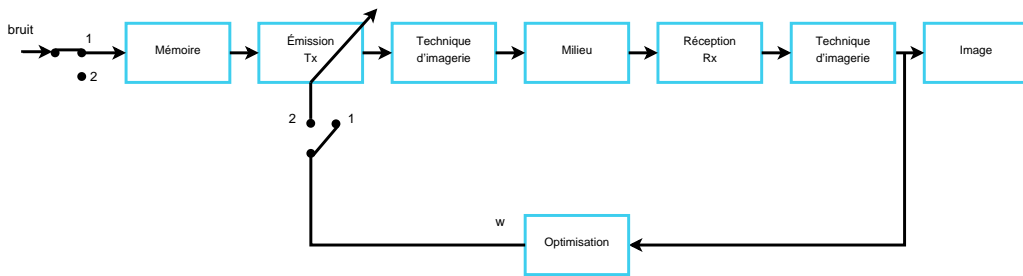 bruit
1
2
Mémoire
Émission
Tx
Technique
d'imagerie
Milieu
Réception
Rx
Technique
d'imagerie
Image
2
1
w
Optimisation